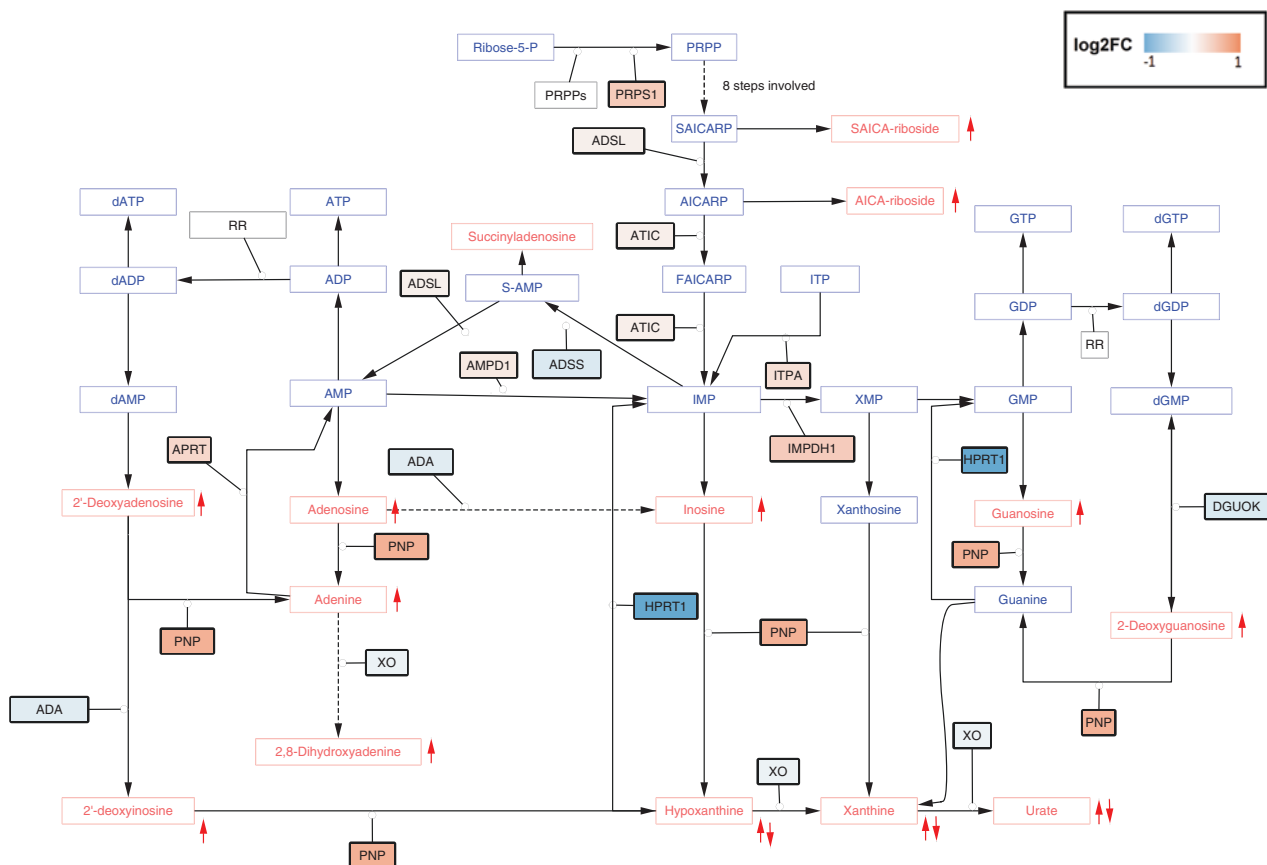 log2FC
-1 1
Ribose-5-P
PRPP
PRPPs
PRPS1
8 steps involved
SAICARP
SAICA-riboside
ADSL
dATP
ATP
AICARP
AICA-riboside
RR
Succinyladenosine
ATIC
GTP
dGTP
dADP
ADP
ADSL
S-AMP
FAICARP
ITP
GDP
dGDP
ATIC
RR
AMPD1
ADSS
ITPA
dAMP
AMP
IMP
XMP
GMP
dGMP
APRT
ADA
IMPDH1
HPRT1
2'-Deoxyadenosine
Adenosine
Inosine
Xanthosine
Guanosine
DGUOK
PNP
PNP
Adenine
HPRT1
Guanine
PNP
PNP
2-Deoxyguanosine
XO
ADA
PNP
2,8-Dihydroxyadenine
XO
XO
2'-deoxyinosine
Hypoxanthine
Xanthine
Urate
PNP